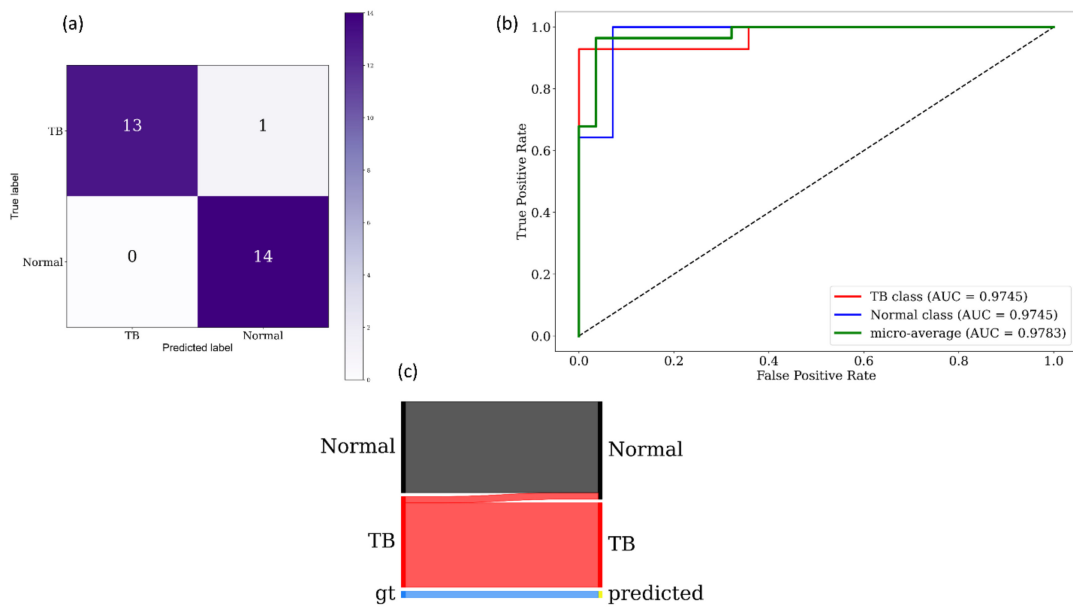 (a)
14
12
10
8
6
4
2
0
True label
TB
Normal
13
1
0
14
TB
Normal
Predicted label
(b)
True Positive Rate
1.0
0.8
0.6
0.4
0.2
0.0
0.0
0.2
0.4
0.6
0.8
1.0
False Positive Rate
TB class (AUC = 0.9745)
Normal class (AUC = 0.9745)
micro-average (AUC = 0.9783)
(c)
Normal
Normal
TB
TB
gt
predicted